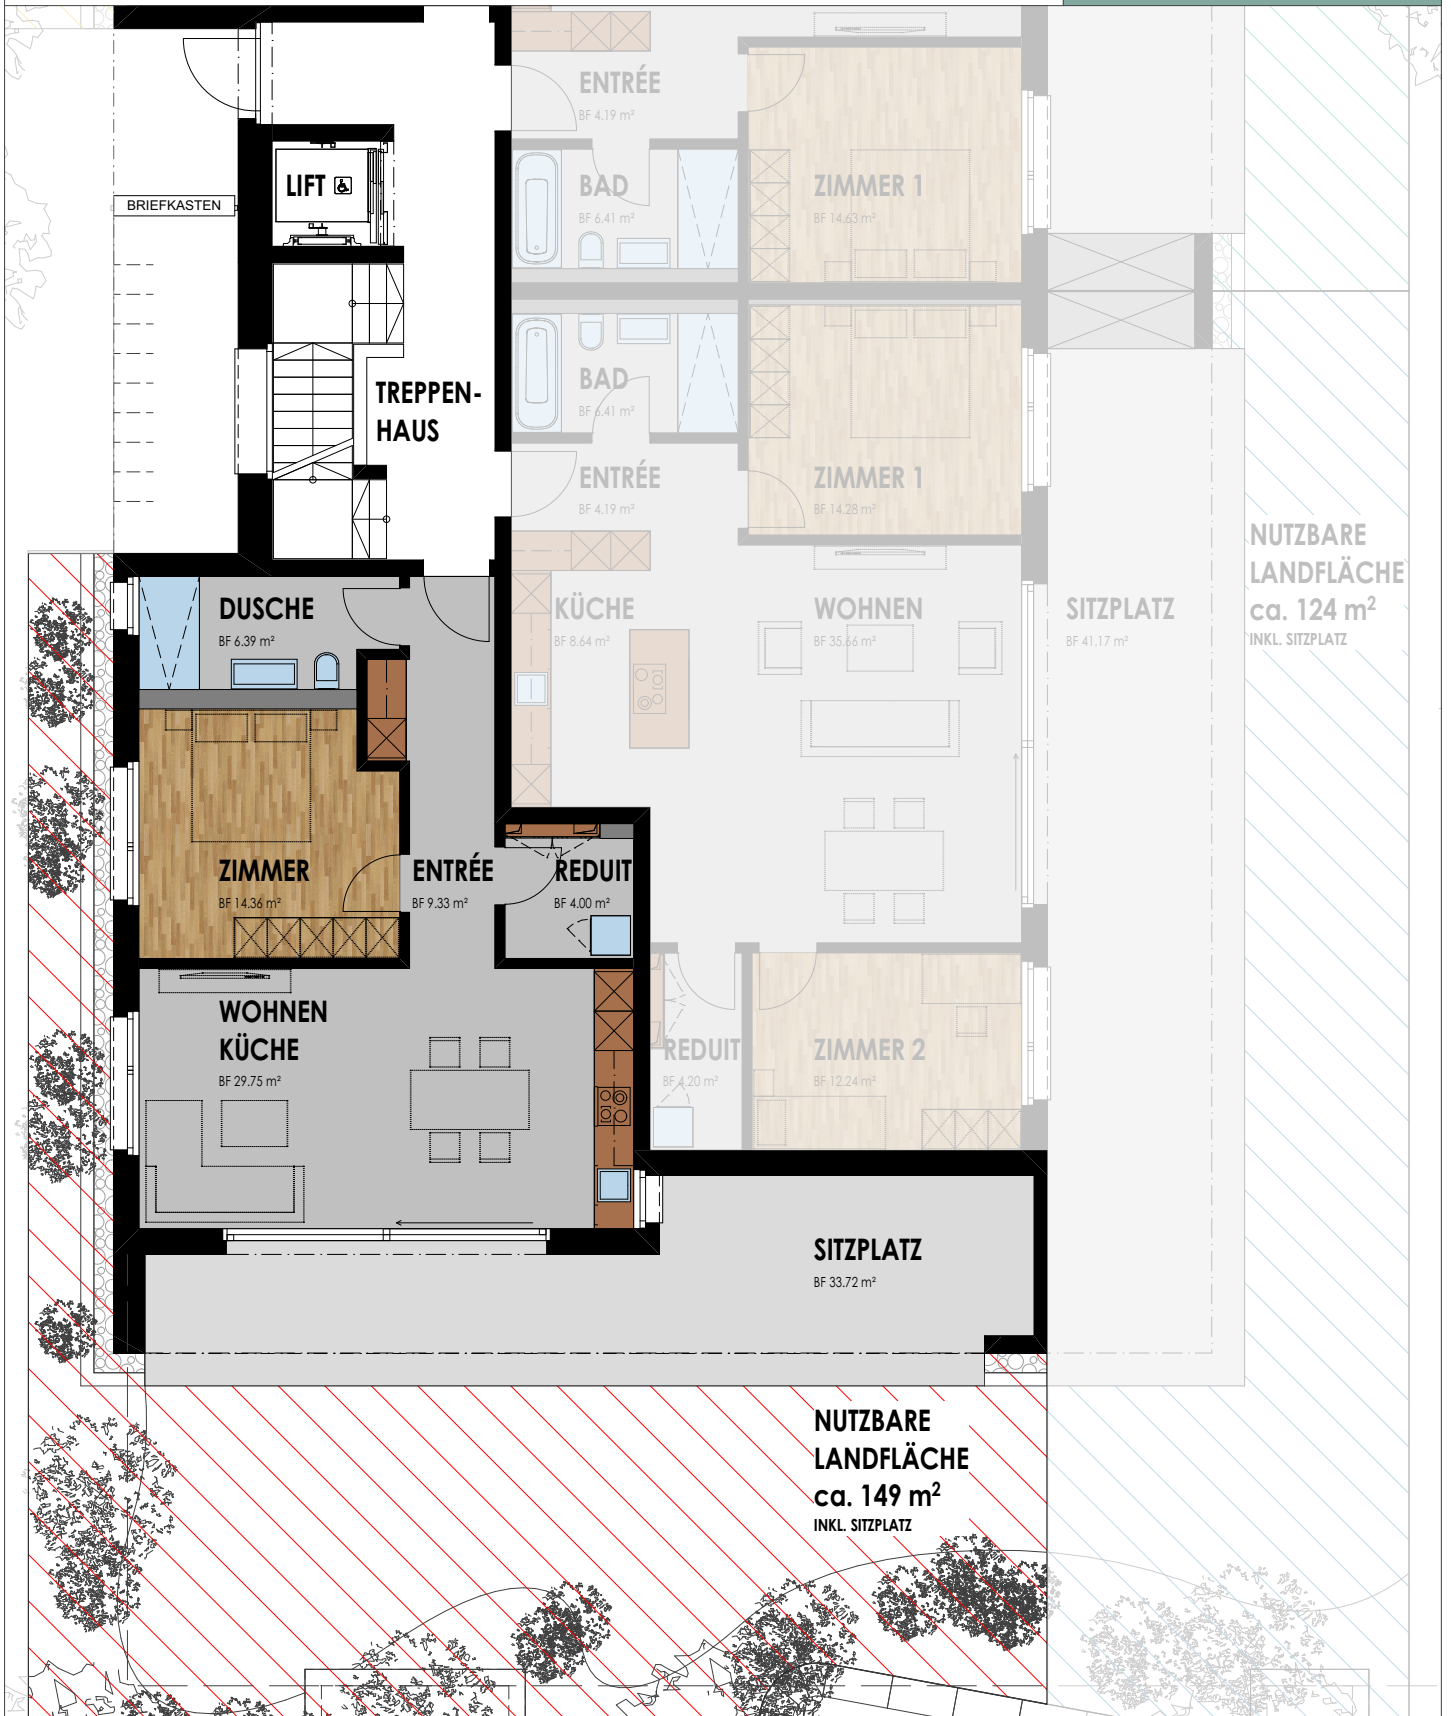 ENTRÉE
BF 4.19 m²
LIFT
BAD
BF 6.41 m²
ZIMMER 1
BF 14.63 m²
BRIEFKASTEN
TREPPEN-
HAUS
BAD
BF 6.41 m²
ENTRÉE
BF 4.19 m²
ZIMMER 1
BF 14.28 m²
NUTZBARE
LANDFLÄCHE
ca. 124 m²
INKL. SITZPLATZ
DUSCHE
BF 6.39 m²
KÜCHE
BF 8.64 m²
WOHNEN
BF 35.66 m²
SITZPLATZ
BF 41.17 m²
ZIMMER
BF 14.36 m²
ENTRÉE
BF 9.33 m²
REDUIT
BF 4.00 m²
WOHNEN
KÜCHE
BF 29.75 m²
REDUIT
BF 4.20 m²
ZIMMER 2
BF 12.24 m²
SITZPLATZ
BF 33.72 m²
NUTZBARE
LANDFLÄCHE
ca. 149 m²
INKL. SITZPLATZ